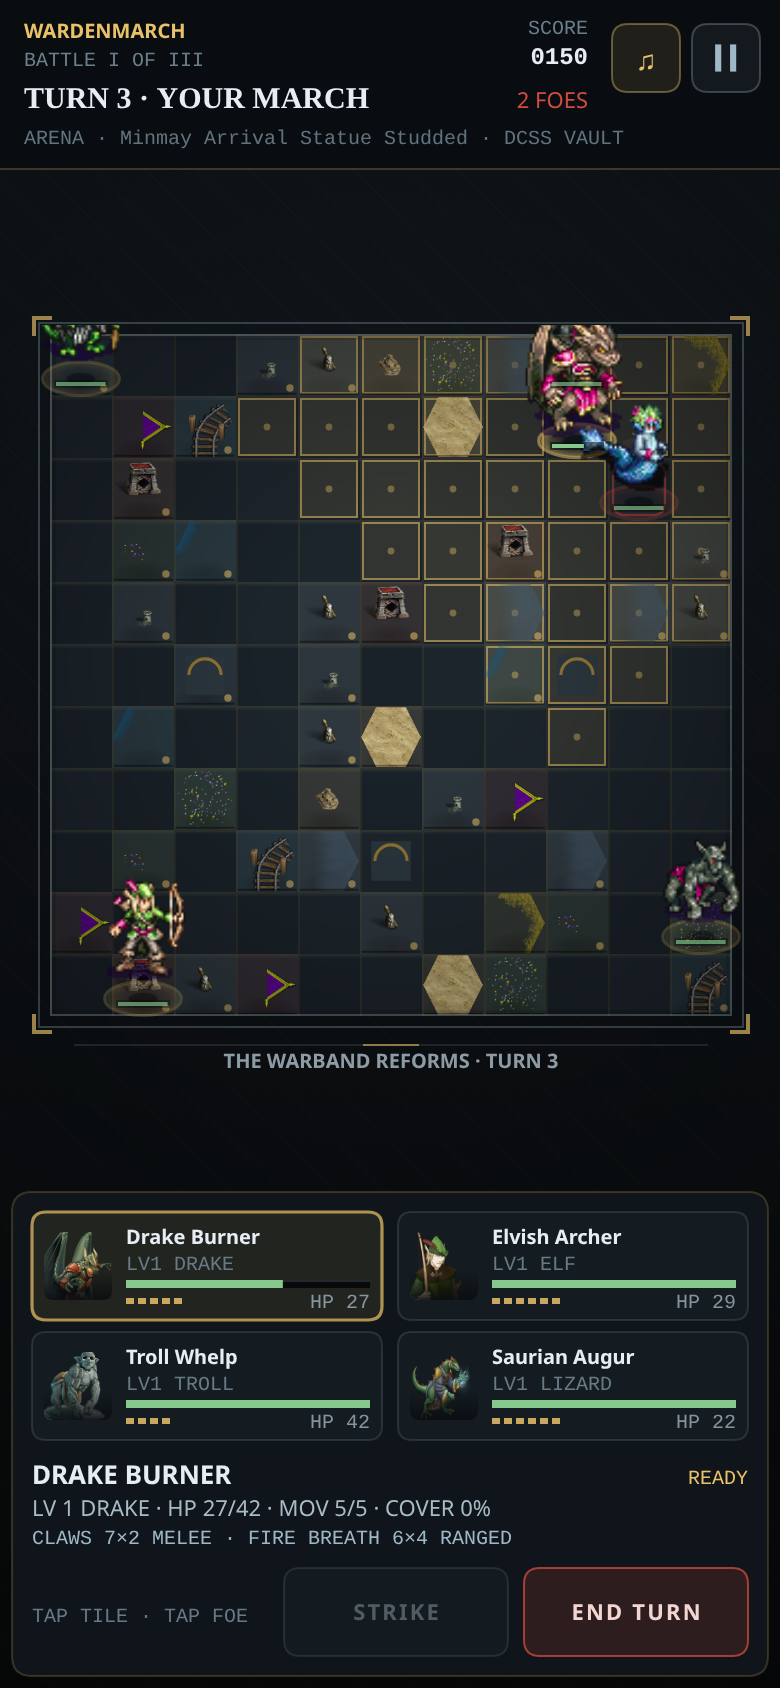 WARDENMARCH
BATTLE I OF III
TURN 3 · YOUR MARCH
SCORE
0150
2 FOES
ARENA · Minmay Arrival Statue Studded · DCSS VAULT
THE WARBAND REFORMS · TURN 3
Drake Burner
LV1 DRAKE
HP 27
Elvish Archer
LV1 ELF
HP 29
Troll Whelp
LV1 TROLL
HP 42
Saurian Augur
LV1 LIZARD
HP 22
DRAKE BURNER
READY
LV 1 DRAKE · HP 27/42 · MOV 5/5 · COVER 0%
CLAWS 7×2 MELEE · FIRE BREATH 6×4 RANGED
TAP TILE · TAP FOE
STRIKE
END TURN